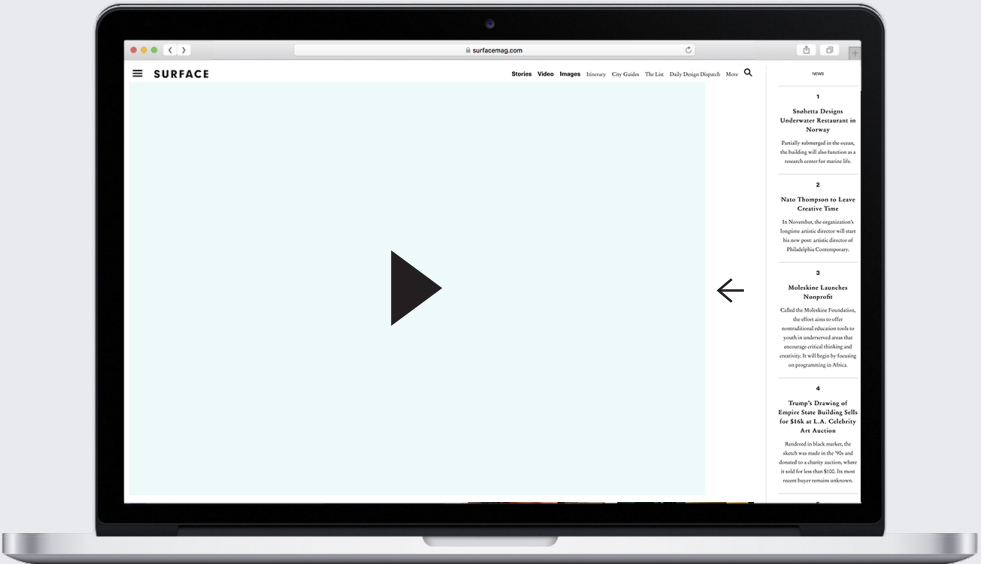 surfacemag.com
SURFACE
Stories Video Images Itinerary City Guides The List Daily Design Dispatch More
NEWS
1
Snøhetta Designs
Underwater Restaurant in
Norway
Partially submerged in the ocean,
the building will also function as a
research center for marine life.
2
Nato Thompson to Leave
Creative Time
In November, the organization's
longtime artistic director will start
his new post: artistic director of
Philadelphia Contemporary.
3
Moleskine Launches
Nonprofit
Called the Moleskine Foundation,
the effort aims to offer
nontraditional education tools to
youth in underserved areas that
encourage critical thinking and
creativity. It will begin by focusing
on programming in Africa.
4
Trump's Drawing of
Empire State Building Sells
for $16k at L.A. Celebrity
Art Auction
Rendered in black marker, the
sketch was made in the '90s and
donated to a charity auction, where
it sold for less than $100. Its most
recent buyer remains unknown.